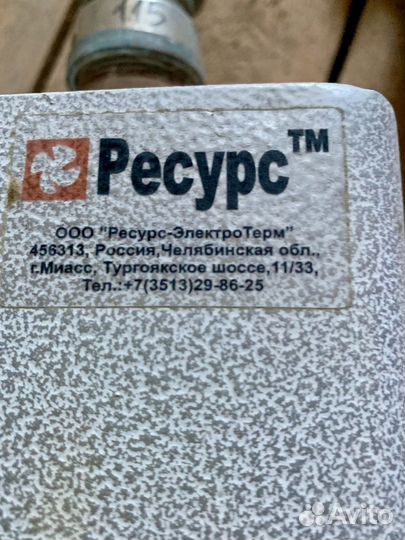 115
Ресурс™
ООО "Ресурс-ЭлектроТерм"
456313, Россия,Челябинская обл.,
г.Миасс, Тургоякское шоссе,11/33,
Тел.:+7(3513)29-86-25
Avito